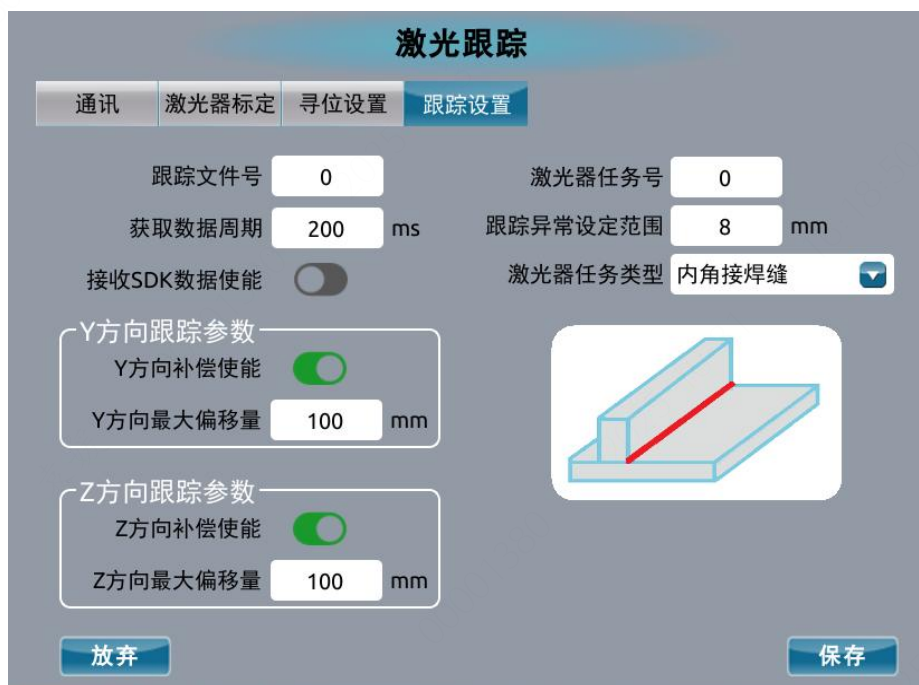 激光跟踪
通讯 激光器标定 寻位设置 跟踪设置
跟踪文件号 0 激光器任务号 0
获取数据周期 200 ms 跟踪异常设定范围 8 mm
接收SDK数据使能 激光器任务类型 内角接焊缝
Y方向跟踪参数
Y方向补偿使能
Y方向最大偏移量 100 mm
Z方向跟踪参数
Z方向补偿使能
Z方向最大偏移量 100 mm
放弃 保存